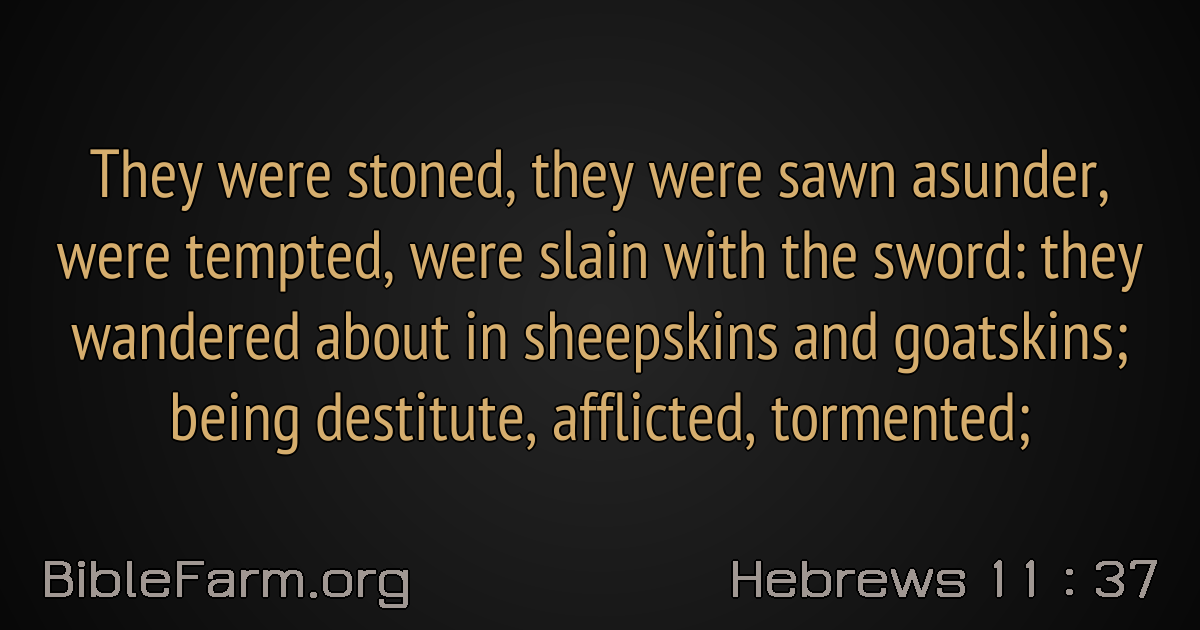 They were stoned, they were sawn asunder,
were tempted, were slain with the sword: they
wandered about in sheepskins and goatskins;
being destitute, afflicted, tormented;
BibleFarm.org
Hebrews 11 : 37